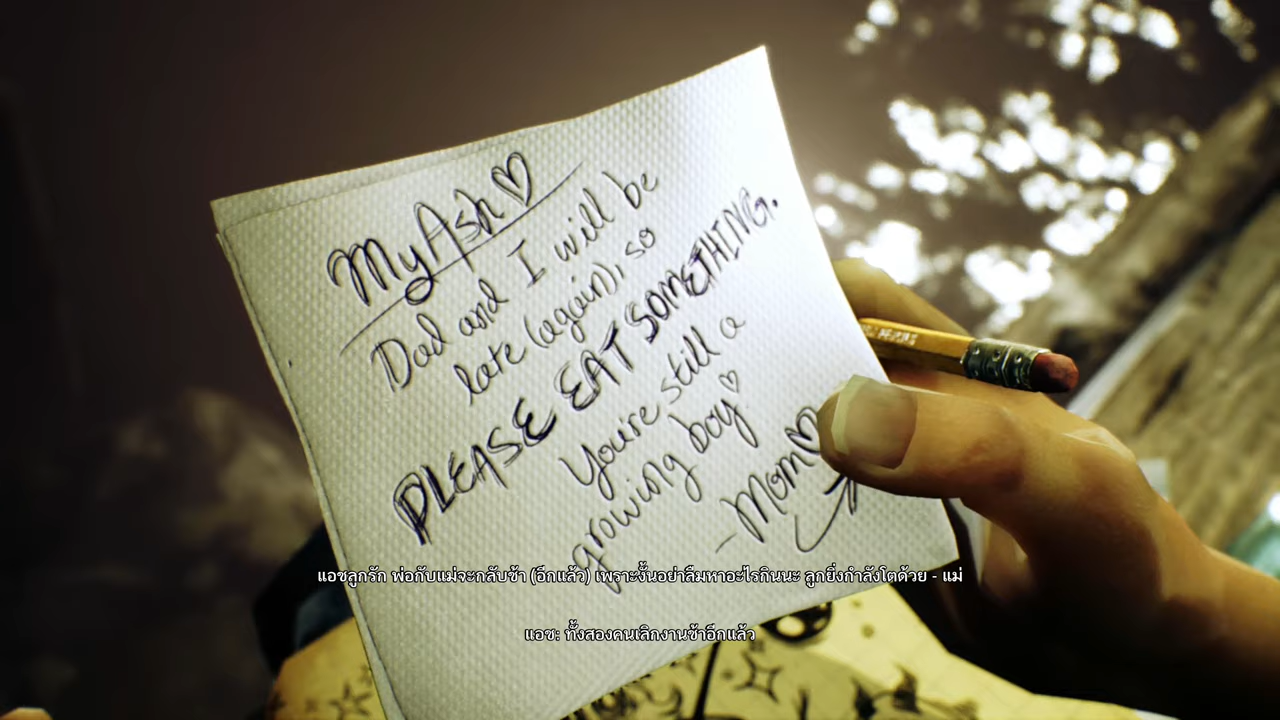 My Ash ♡
Dad and I will be
late (again), so
PLEASE EAT SOMETHING.
You're still a
growing boy ♡
-Mom ♡
แอชลูกรัก พ่อกับแม่จะกลับช้า (อีกแล้ว) เพราะงั้นอย่าลืมหาอะไรกินนะ ลูกยิ่งกำลังโตด้วย - แม่
แอช: ทั้งสองคนเลิกงานช้าอีกแล้ว